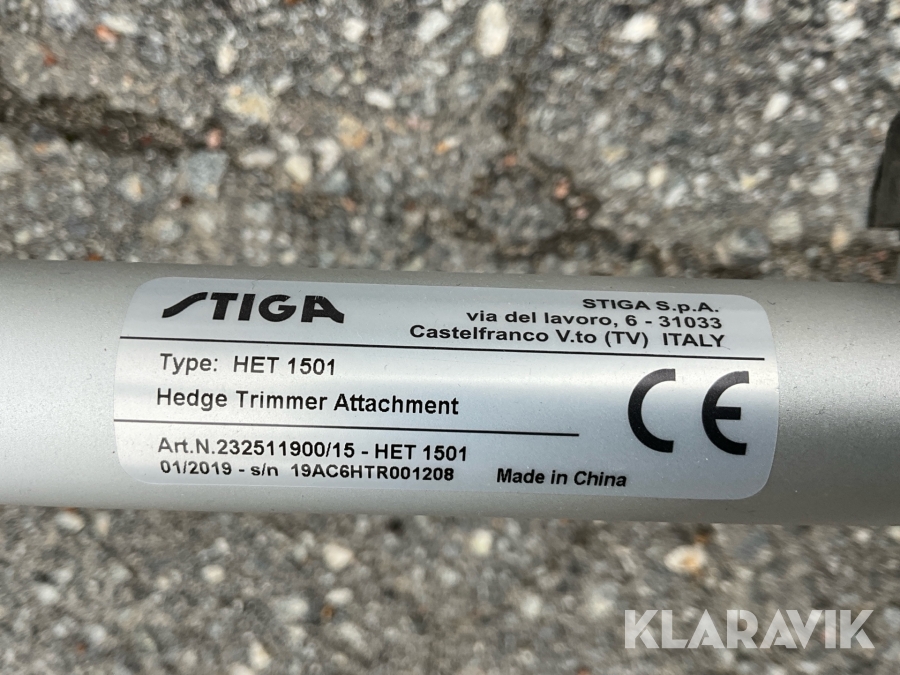 STIGA
STIGA S.p.A.
via del lavoro, 6 - 31033
Castelfranco V.to (TV) ITALY
Type: HET 1501
Hedge Trimmer Attachment
CE
Art.N.232511900/15 - HET 1501
01/2019 - s/n 19AC6HTR001208
Made in China
KLARAVIK